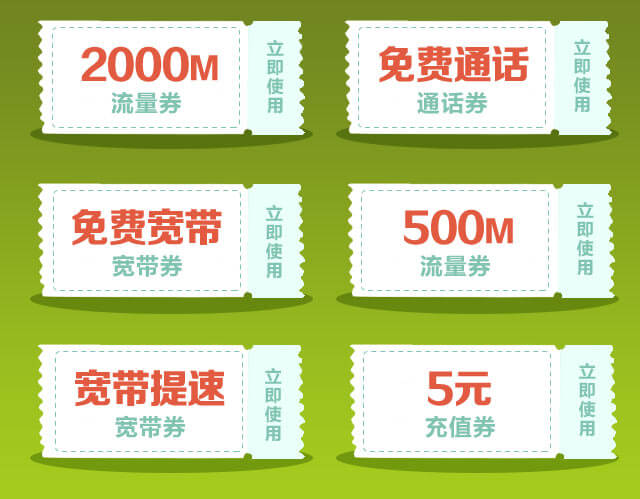 2000M
流量券
立即使用
免费通话
通话券
立即使用
免费宽带
宽带券
立即使用
500M
流量券
立即使用
宽带提速
宽带券
立即使用
5元
充值券
立即使用